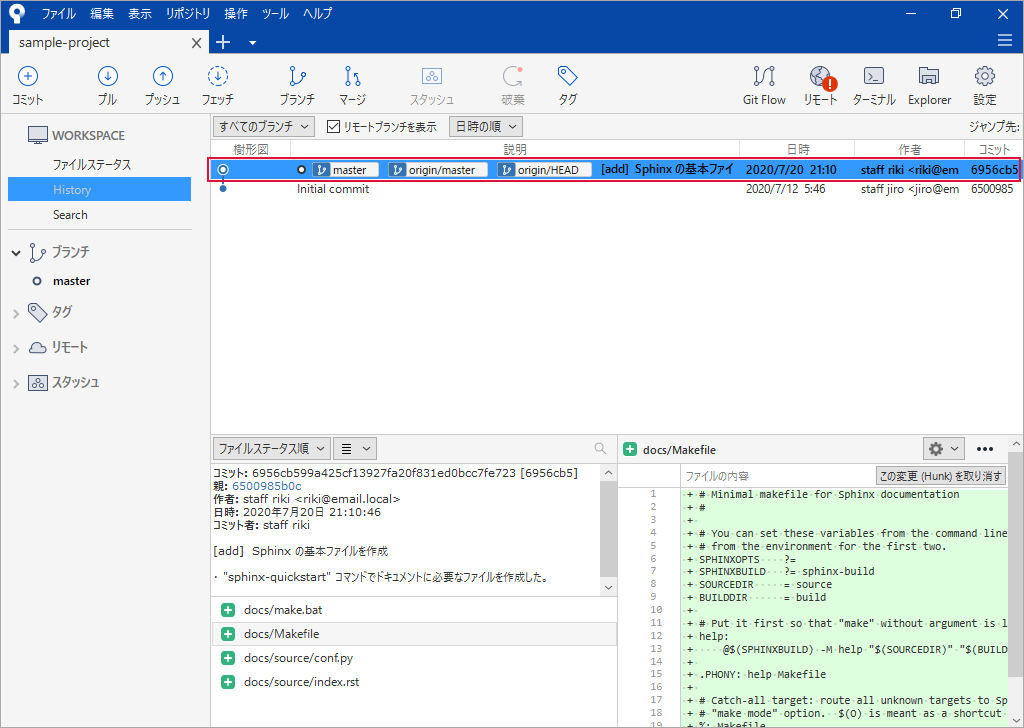 ファイル 編集 表示 リポジトリ 操作 ツール ヘルプ
sample-project
コミット プル プッシュ フェッチ ブランチ マージ スタッシュ 破棄 タグ Git Flow リモート ターミナル Explorer 設定
WORKSPACE
ファイルステータス
History
Search
ブランチ
master
タグ
リモート
スタッシュ
すべてのブランチ リモートブランチを表示 日時の順 ジャンプ先:
樹形図 説明 日時 作者 コミット
master origin/master origin/HEAD [add] Sphinx の基本ファイ 2020/7/20 21:10 staff riki <riki@em 6956cb5
Initial commit 2020/7/12 5:46 staff jiro <jiro@em 6500985
ファイルステータス順
コミット: 6956cb599a425cf13927fa20f831ed0bcc7fe723 [6956cb5]
親: 6500985b0c
作者: staff riki <riki@email.local>
日時: 2020年7月20日 21:10:46
コミット者: staff riki
[add] Sphinx の基本ファイルを作成
・ "sphinx-quickstart" コマンドでドキュメントに必要なファイルを作成した。
docs/make.bat
docs/Makefile
docs/source/conf.py
docs/source/index.rst
docs/Makefile
ファイルの内容 この変更 (Hunk) を取り消す
1 + # Minimal makefile for Sphinx documentation
2 + #
3 +
4 + # You can set these variables from the command line
5 + # from the environment for the first two.
6 + SPHINXOPTS ?=
7 + SPHINXBUILD ?= sphinx-build
8 + SOURCEDIR = source
9 + BUILDDIR = build
10 +
11 + # Put it first so that "make" without argument is l
12 + help:
13 + @$(SPHINXBUILD) -M help "$(SOURCEDIR)" "$(BUILD
14 +
15 + .PHONY: help Makefile
16 +
17 + # Catch-all target: route all unknown targets to Sp
18 + # "make mode" option. $(O) is meant as a shortcut
19 + %: Makefile